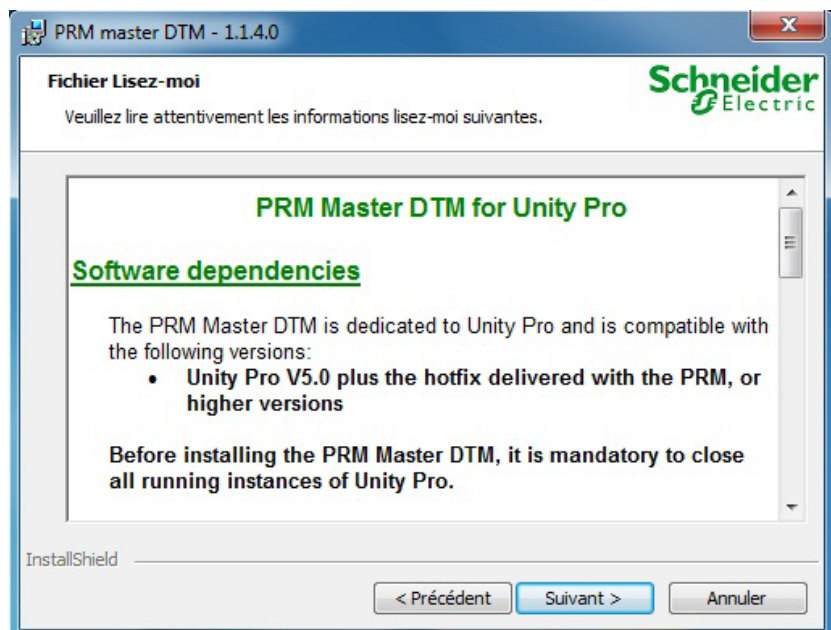 PRM master DTM - 1.1.4.0
Fichier Lisez-moi
Veuillez lire attentivement les informations lisez-moi suivantes.
Schneider
Electric
PRM Master DTM for Unity Pro
Software dependencies
The PRM Master DTM is dedicated to Unity Pro and is compatible with
the following versions:
• Unity Pro V5.0 plus the hotfix delivered with the PRM, or
higher versions
Before installing the PRM Master DTM, it is mandatory to close
all running instances of Unity Pro.
InstallShield
< Précédent
Suivant >
Annuler